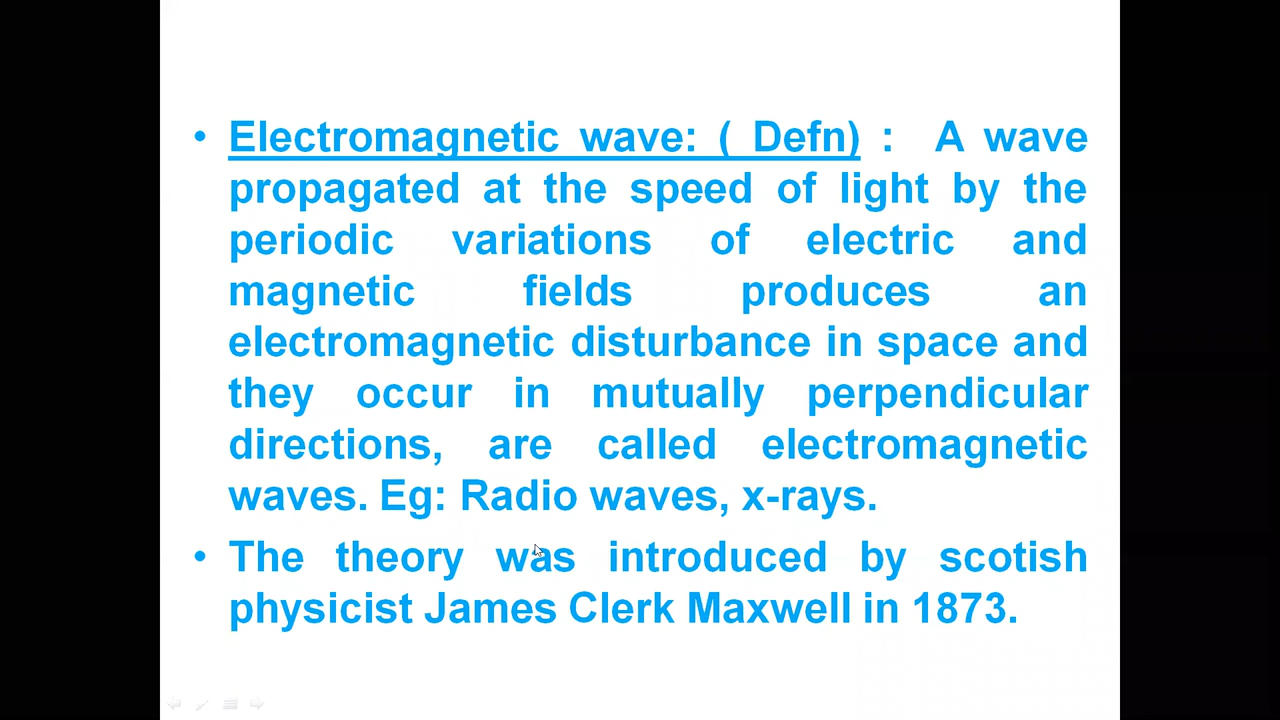 • Electromagnetic wave: ( Defn) : A wave
propagated at the speed of light by the
periodic variations of electric and
magnetic fields produces an
electromagnetic disturbance in space and
they occur in mutually perpendicular
directions, are called electromagnetic
waves. Eg: Radio waves, x-rays.
• The theory was introduced by scotish
physicist James Clerk Maxwell in 1873.